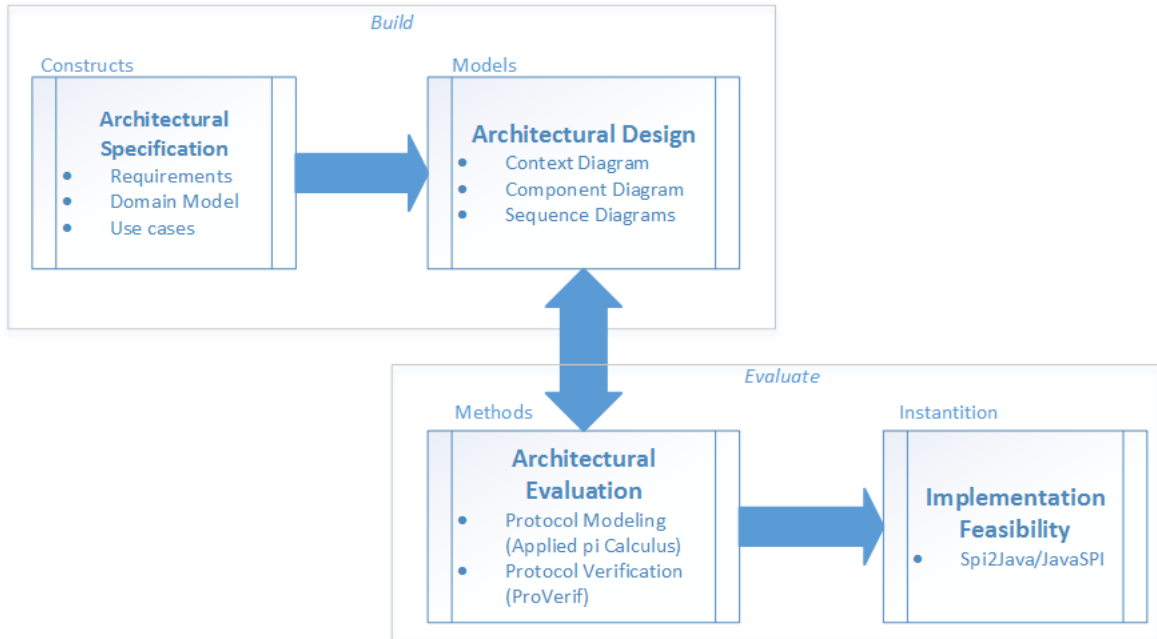 Build
Constructs
Models
Architectural
Specification
• Requirements
• Domain Model
• Use cases
Architectural Design
• Context Diagram
• Component Diagram
• Sequence Diagrams
Evaluate
Methods
Instantition
Architectural
Evaluation
• Protocol Modeling
(Applied pi Calculus)
• Protocol Verification
(ProVerif)
Implementation
Feasibility
• Spi2Java/JavaSPI